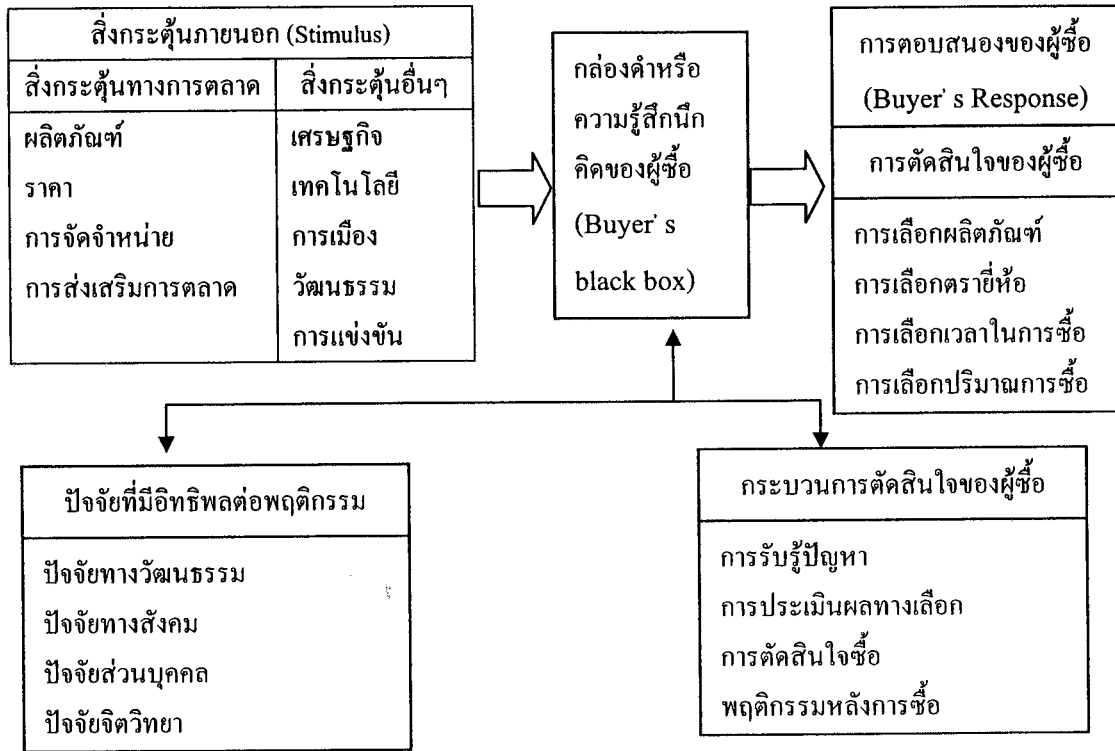 สิ่งกระตุ้นภายนอก (Stimulus)
สิ่งกระตุ้นทางการตลาด
ผลิตภัณฑ์
ราคา
การจัดจำหน่าย
การส่งเสริมการตลาด
สิ่งกระตุ้นอื่นๆ
เศรษฐกิจ
เทคโนโลยี
การเมือง
วัฒนธรรม
การแข่งขัน
กล่องดำหรือ
ความรู้สึกนึก
คิดของผู้ซื้อ
(Buyer's
black box)
การตอบสนองของผู้ซื้อ
(Buyer's Response)
การตัดสินใจของผู้ซื้อ
การเลือกผลิตภัณฑ์
การเลือกตรายี่ห้อ
การเลือกเวลาในการซื้อ
การเลือกปริมาณการซื้อ
ปัจจัยที่มีอิทธิพลต่อพฤติกรรม
ปัจจัยทางวัฒนธรรม
ปัจจัยทางสังคม
ปัจจัยส่วนบุคคล
ปัจจัยจิตวิทยา
กระบวนการตัดสินใจของผู้ซื้อ
การรับรู้ปัญหา
การประเมินผลทางเลือก
การตัดสินใจซื้อ
พฤติกรรมหลังการซื้อ